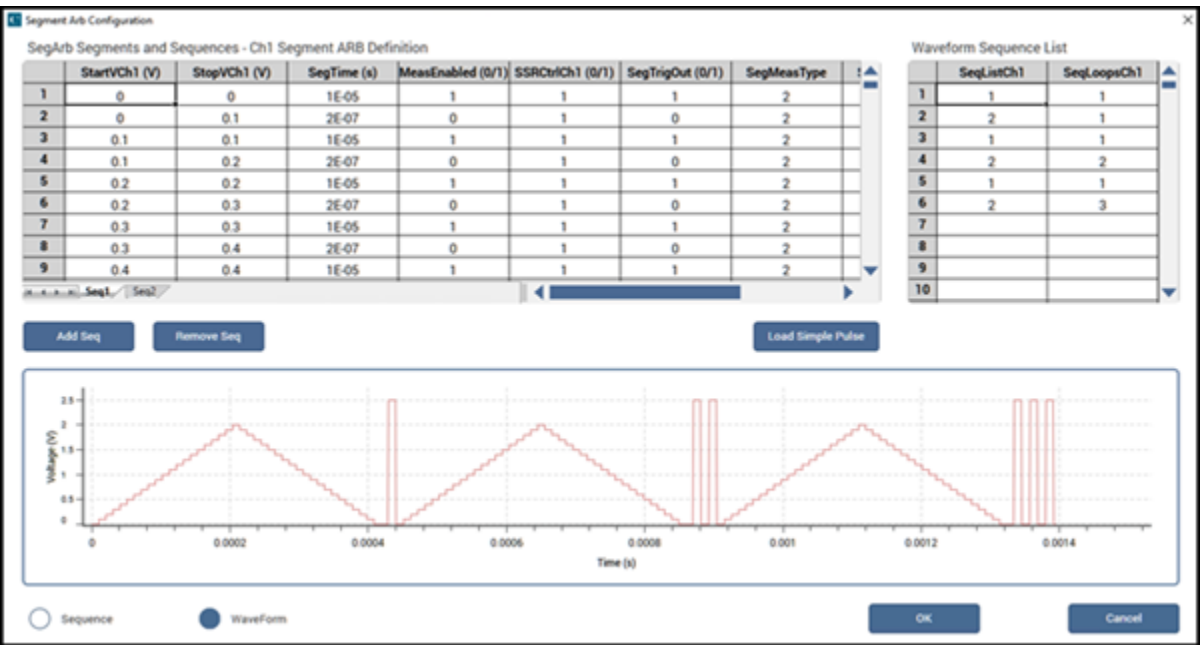 Segment Arb Configuration
SegArb Segments and Sequences - Ch1 Segment ARB Definition
StartVCh1 (V) StopVCh1 (V) SegTime (s) MeasEnabled (0/1) SSRCtrlCh1 (0/1) SegTrigOut (0/1) SegMeasType
1 0 0 1E-05 1 1 1 2
2 0 0.1 2E-07 0 1 0 2
3 0.1 0.1 1E-05 1 1 1 2
4 0.1 0.2 2E-07 0 1 0 2
5 0.2 0.2 1E-05 1 1 1 2
6 0.2 0.3 2E-07 0 1 0 2
7 0.3 0.3 1E-05 1 1 1 2
8 0.3 0.4 2E-07 0 1 0 2
9 0.4 0.4 1E-05 1 1 1 2
Seq1 Seq2
Waveform Sequence List
SeqListCh1 SeqLoopsCh1
1 1 1
2 2 1
3 1 1
4 2 2
5 1 1
6 2 3
7
8
9
10
Add Seq Remove Seq Load Simple Pulse
Voltage (V)
2.5
2
1.5
1
0.5
0
0 0.0002 0.0004 0.0006 0.0008 0.001 0.0012 0.0014
Time (s)
Sequence WaveForm OK Cancel